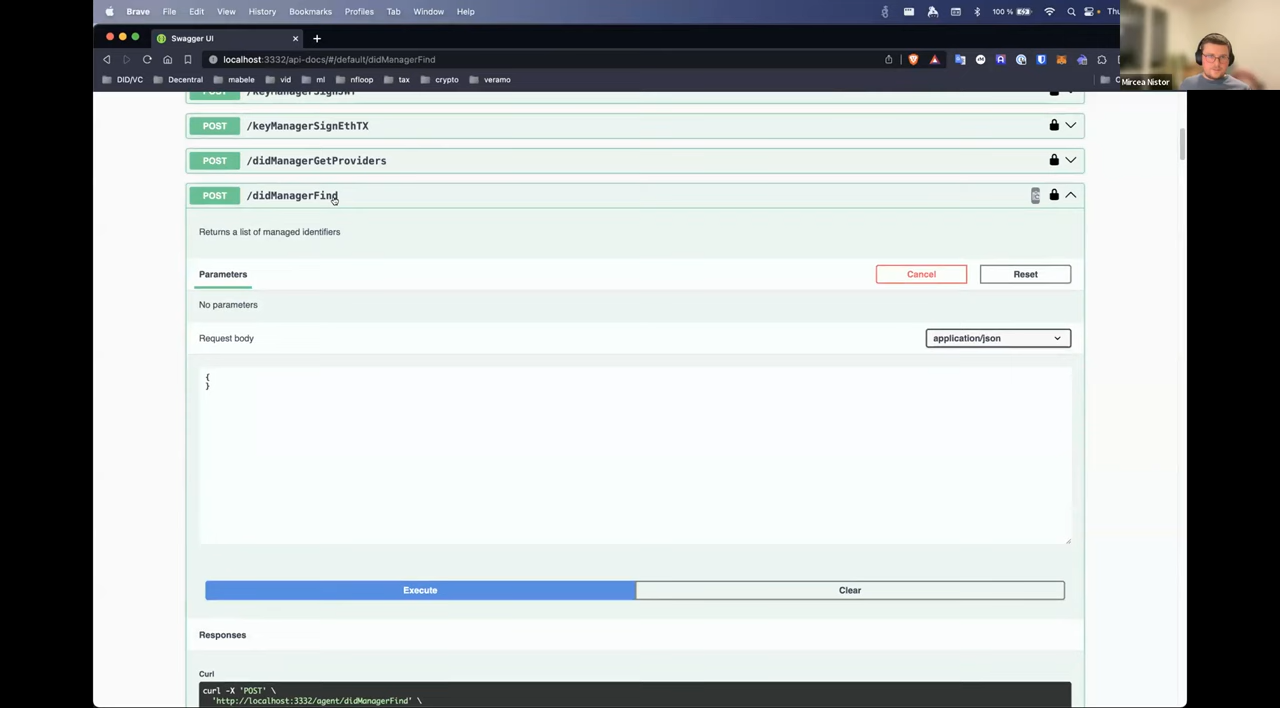 Brave File Edit View History Bookmarks Profiles Tab Window Help 100 % Thu
Swagger UI
localhost:3332/api-docs/#/default/didManagerFind
DID/VC Decentral mabele vid ml nfloop tax crypto veramo
Mircea Nistor
POST /keyManagerSignJWT
POST /keyManagerSignEthTX
POST /didManagerGetProviders
POST /didManagerFind
Returns a list of managed identifiers
Parameters Cancel Reset
No parameters
Request body application/json
{
}
Execute Clear
Responses
Curl
curl -X 'POST' \
'http://localhost:3332/agent/didManagerFind' \